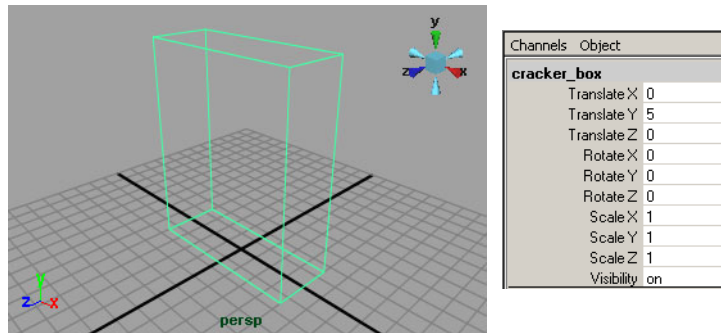 y
z x
y
z x
persp
Channels Object
cracker_box
Translate X 0
Translate Y 5
Translate Z 0
Rotate X 0
Rotate Y 0
Rotate Z 0
Scale X 1
Scale Y 1
Scale Z 1
Visibility on